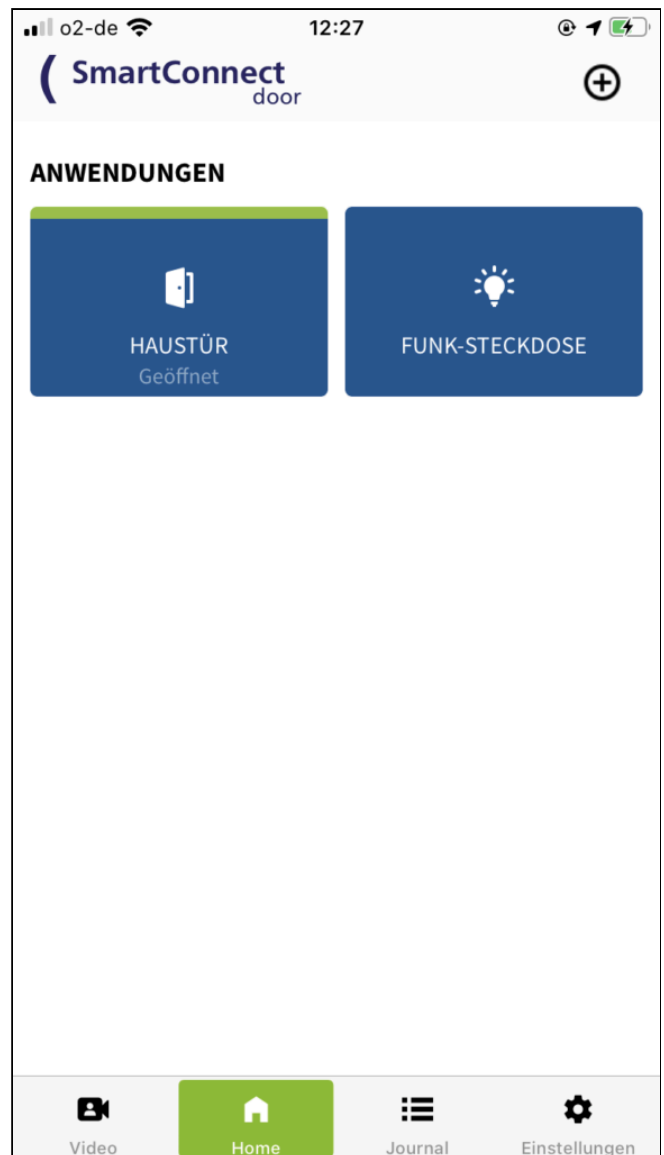 o2-de 12:27
SmartConnect
door
ANWENDUNGEN
HAUSTÜR
Geöffnet
FUNK-STECKDOSE
Video Home Journal Einstellungen